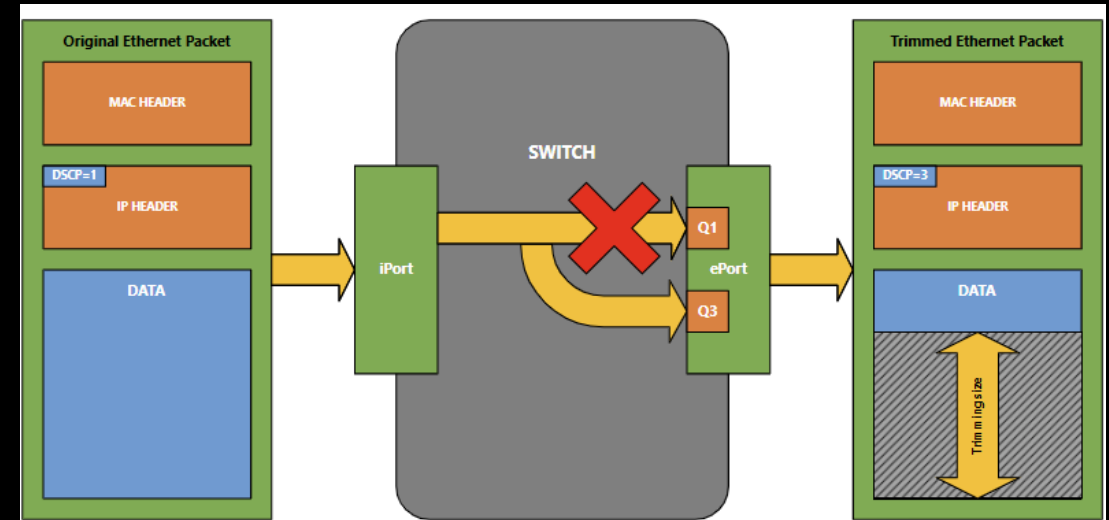 Original Ethernet Packet
MAC HEADER
DSCP=1
IP HEADER
DATA
iPort
SWITCH
Q1
ePort
Q3
Trimmed Ethernet Packet
MAC HEADER
DSCP=3
IP HEADER
DATA
Trimming size